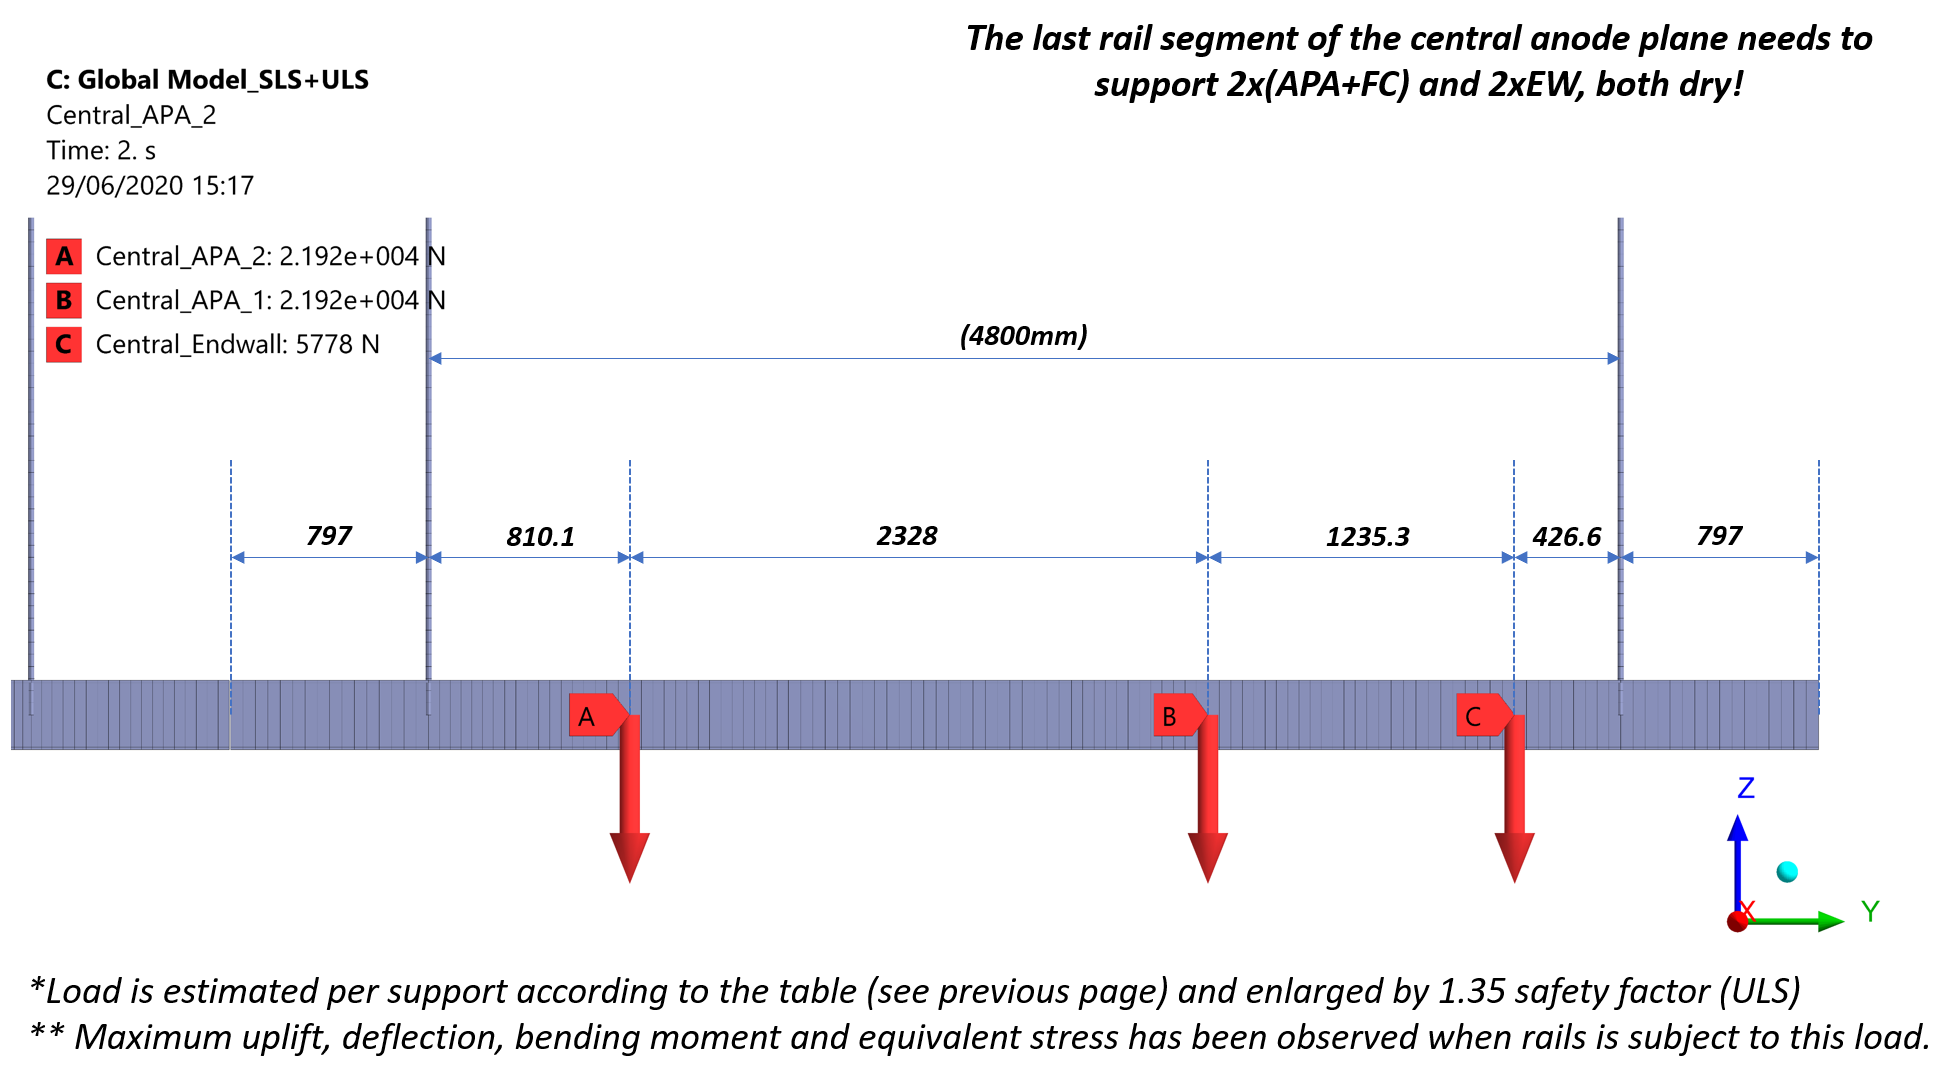 The last rail segment of the central anode plane needs to
support 2x(APA+FC) and 2xEW, both dry!
C: Global Model_SLS+ULS
Central_APA_2
Time: 2. s
29/06/2020 15:17
A Central_APA_2: 2.192e+004 N
B Central_APA_1: 2.192e+004 N
C Central_Endwall: 5778 N
(4800mm)
797 810.1 2328 1235.3 426.6 797
A B C
Z
X Y
*Load is estimated per support according to the table (see previous page) and enlarged by 1.35 safety factor (ULS)
** Maximum uplift, deflection, bending moment and equivalent stress has been observed when rails is subject to this load.